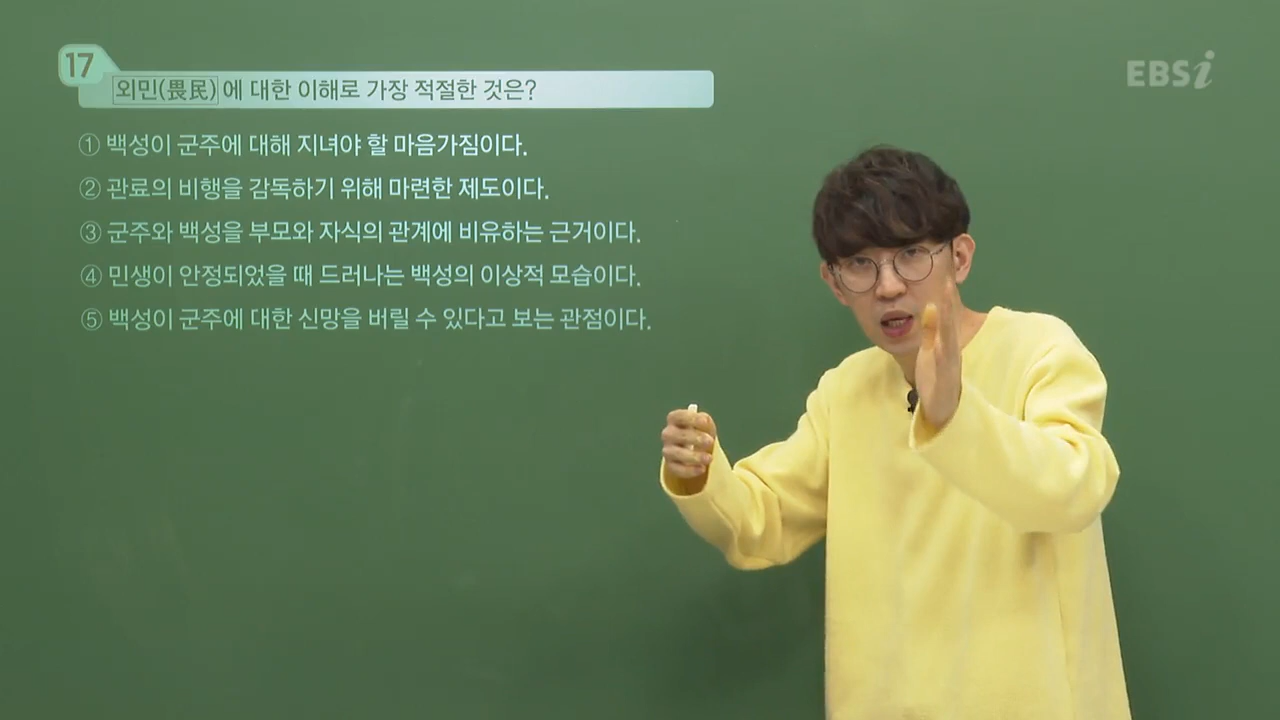 17
외민(畏民)에 대한 이해로 가장 적절한 것은?
EBSi
① 백성이 군주에 대해 지녀야 할 마음가짐이다.
② 관료의 비행을 감독하기 위해 마련한 제도이다.
③ 군주와 백성을 부모와 자식의 관계에 비유하는 근거이다.
④ 민생이 안정되었을 때 드러나는 백성의 이상적 모습이다.
⑤ 백성이 군주에 대한 신망을 버릴 수 있다고 보는 관점이다.